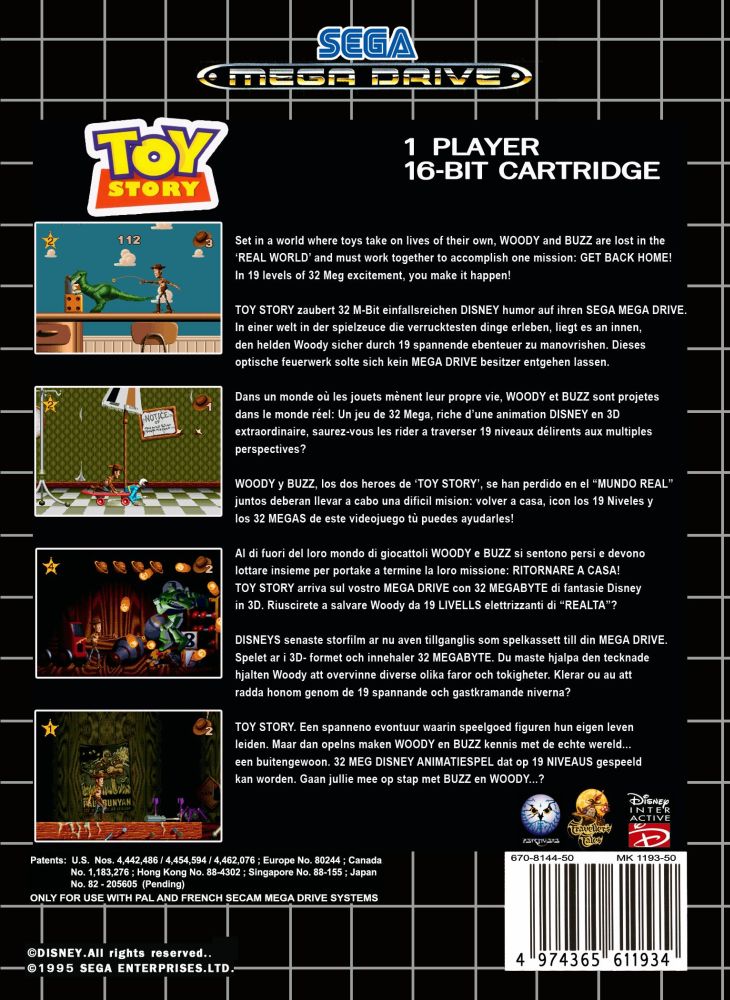 SEGA
MEGA DRIVE
TOY
STORY
1 PLAYER
16-BIT CARTRIDGE
2 112 3
Set in a world where toys take on lives of their own, WOODY and BUZZ are lost in the
‘REAL WORLD’ and must work together to accomplish one mission: GET BACK HOME!
In 19 levels of 32 Meg excitement, you make it happen!
TOY STORY zaubert 32 M-Bit einfallsreichen DISNEY humor auf ihren SEGA MEGA DRIVE.
In einer welt in der spielzeuce die verrucktesten dinge erleben, liegt es an innen,
den helden Woody sicher durch 19 spannende ebenteuer zu manovrishen. Dieses
optische feuerwerk solte sich kein MEGA DRIVE besitzer entgehen lassen.
2 1
NOTICE
Dans un monde où les jouets mènent leur propre vie, WOODY et BUZZ sont projetes
dans le monde réel: Un jeu de 32 Mega, riche d’une animation DISNEY en 3D
extraordinaire, saurez-vous les rider a traverser 19 niveaux délirents aux multiples
perspectives?
WOODY y BUZZ, los dos heroes de ‘TOY STORY’, se han perdido en el “MUNDO REAL”
juntos deberan llevar a cabo una dificil mision: volver a casa, icon los 19 Niveles y
los 32 MEGAS de este videojuego tù puedes ayudarles!
4 2
Al di fuori del loro mondo di giocattoli WOODY e BUZZ si sentono persi e devono
lottare insieme per portake a termine la loro missione: RITORNARE A CASA!
TOY STORY arriva sul vostro MEGA DRIVE con 32 MEGABYTE di fantasie Disney
in 3D. Riuscirete a salvare Woody da 19 LIVELLS elettrizzanti di “REALTA”?
DISNEYS senaste storfilm ar nu aven tillganglis som spelkassett till din MEGA DRIVE.
Spelet ar i 3D- formet och innehaler 32 MEGABYTE. Du maste hjalpa den tecknade
hjalten Woody att overvinne diverse olika faror och tokigheter. Klerar ou au att
radda honom genom de 19 spannande och gastkramande niverna?
1 2
BUNYAN
TOY STORY. Een spanneno evontuur waarin speelgoed figuren hun eigen leven
leiden. Maar dan opelns maken WOODY en BUZZ kennis met de echte wereld...
een buitengewoon. 32 MEG DISNEY ANIMATIESPEL dat op 19 NIVEAUS gespeeld
kan worden. Gaan jullie mee op stap met BUZZ en WOODY...?
PSYGNOSIS
Traveller's
Tales
Disney
INTER
ACTIVE
670-8144-50 MK 1193-50
Patents: U.S. Nos. 4,442,486 / 4,454,594 / 4,462,076 ; Europe No. 80244 ; Canada
No. 1,183,276 ; Hong Kong No. 88-4302 ; Singapore No. 88-155 ; Japan
No. 82 - 205605 (Pending)
ONLY FOR USE WITH PAL AND FRENCH SECAM MEGA DRIVE SYSTEMS
©DISNEY.All rights reserved..
©1995 SEGA ENTERPRISES.LTD.
4 974365 611934